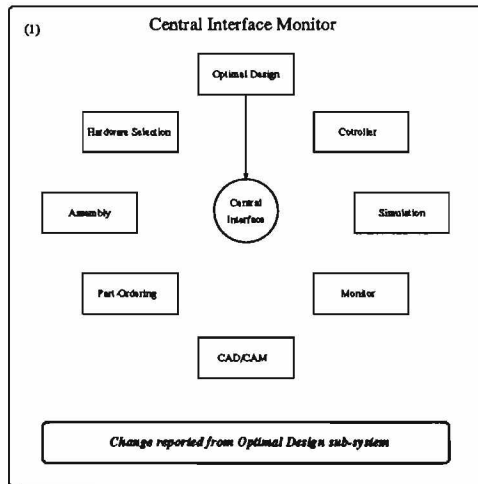 (1)
Central Interface Monitor
Optimal Design
Hardware Selection
Cotroller
Assembly
Central
Interface
Simulation
Part-Ordering
Monitor
CAD/CAM
Change reported from Optimal Design sub-system